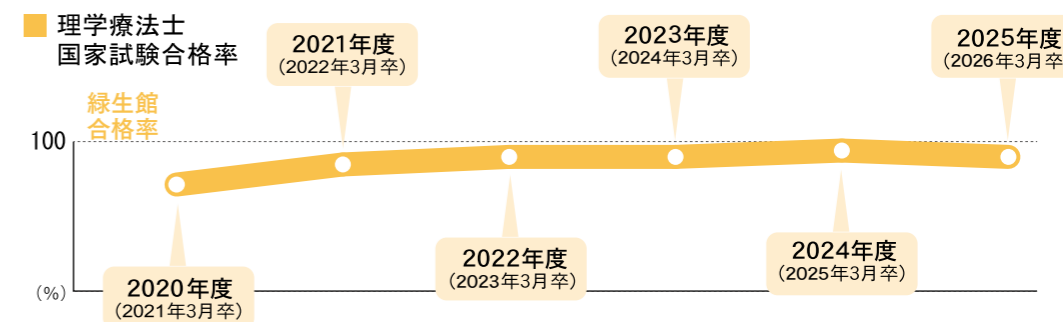 理学療法士
国家試験合格率
緑生館
合格率
100
(%)
2020年度
(2021年3月卒)
2021年度
(2022年3月卒)
2022年度
(2023年3月卒)
2023年度
(2024年3月卒)
2024年度
(2025年3月卒)
2025年度
(2026年3月卒